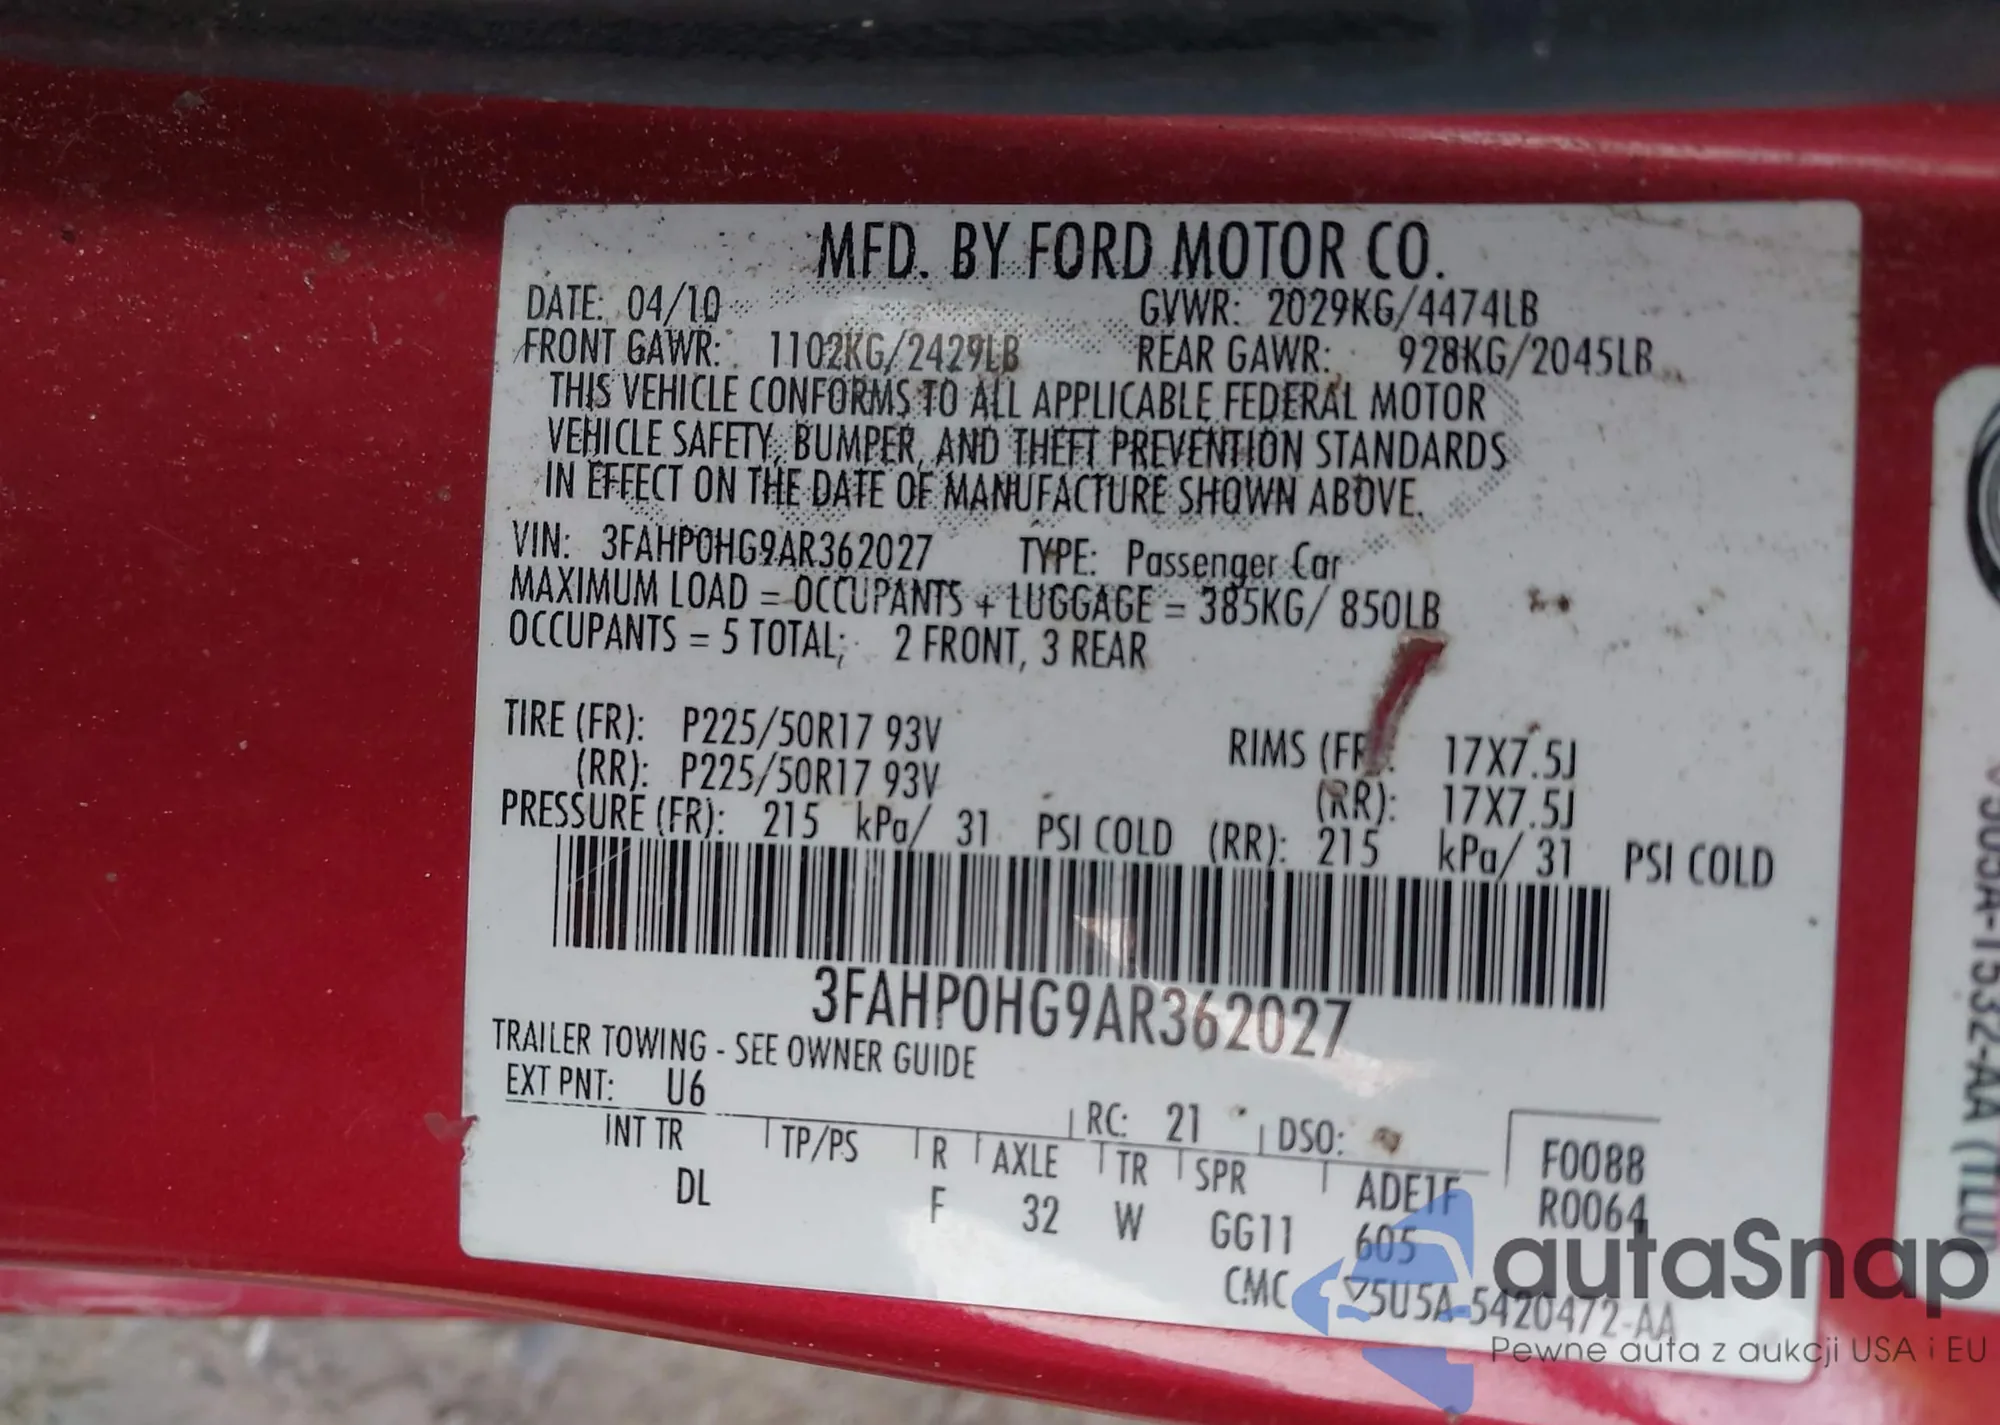 MFD. BY FORD MOTOR CO.
DATE: 04/10 GVWR: 2029KG/4474LB
FRONT GAWR: 1102KG/2429LB REAR GAWR: 928KG/2045LB
THIS VEHICLE CONFORMS TO ALL APPLICABLE FEDERAL MOTOR
VEHICLE SAFETY, BUMPER, AND THEFT PREVENTION STANDARDS
IN EFFECT ON THE DATE OF MANUFACTURE SHOWN ABOVE.
VIN: 3FAHP0HG9AR362027 TYPE: Passenger Car
MAXIMUM LOAD = OCCUPANTS + LUGGAGE = 385KG/ 850LB
OCCUPANTS = 5 TOTAL; 2 FRONT, 3 REAR
TIRE (FR): P225/50R17 93V RIMS (FR): 17X7.5J
(RR): P225/50R17 93V (RR): 17X7.5J
PRESSURE (FR): 215 kPa/ 31 PSI COLD (RR): 215 kPa/ 31 PSI COLD
3FAHP0HG9AR362027
TRAILER TOWING - SEE OWNER GUIDE
EXT PNT: U6 RC: 21 DSO: F0088
INT TR TP/PS R AXLE TR SPR ADE1F R0064
DL F 32 W GG11 605
CMC 5U5A-5420472-AA
autaSnap
Pewne auta z aukcji USA i EU